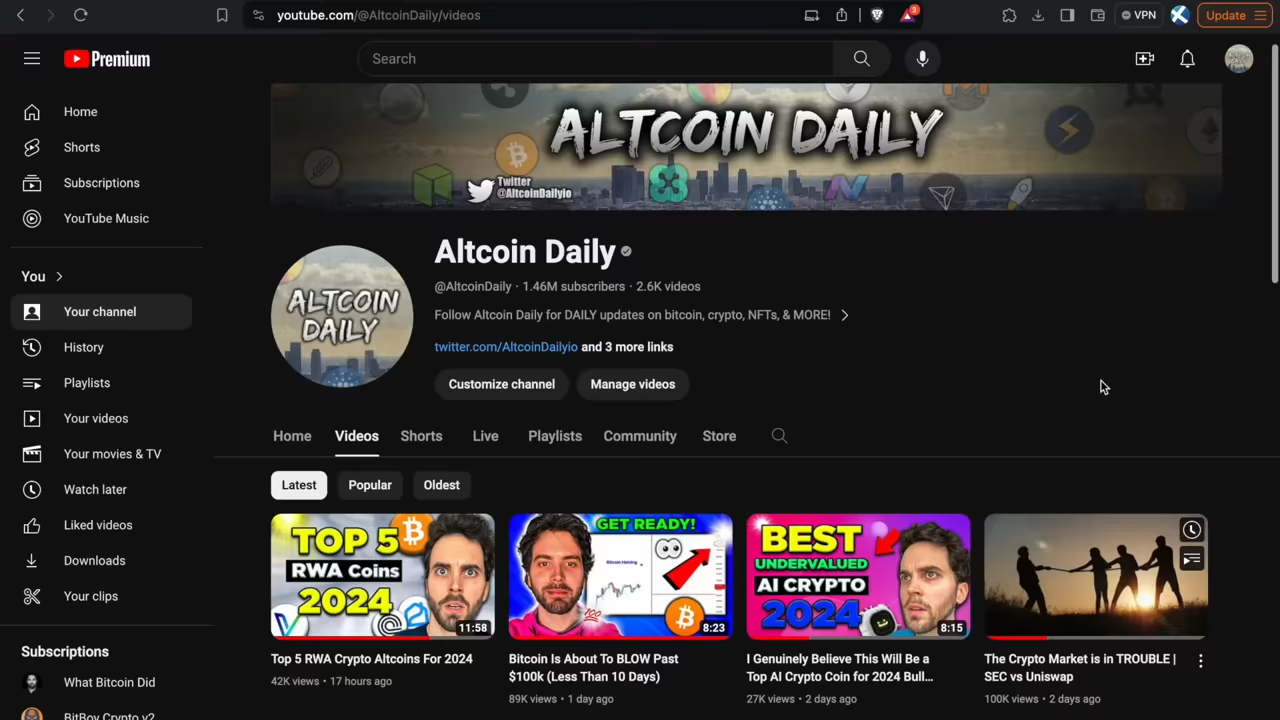 youtube.com/@AltcoinDaily/videos
3
VPN
Update
Premium
Search
Home
Shorts
Subscriptions
YouTube Music
You
Your channel
History
Playlists
Your videos
Your movies & TV
Watch later
Liked videos
Downloads
Your clips
Subscriptions
What Bitcoin Did
BitBoy Crypto v2
ALTCOIN DAILY
Twitter
@AltcoinDailyio
ALTCOIN
DAILY
Altcoin Daily
@AltcoinDaily · 1.46M subscribers · 2.6K videos
Follow Altcoin Daily for DAILY updates on bitcoin, crypto, NFTs, & MORE!
twitter.com/AltcoinDailyio and 3 more links
Customize channel
Manage videos
Home
Videos
Shorts
Live
Playlists
Community
Store
Latest
Popular
Oldest
TOP 5
RWA Coins
2024
11:58
Top 5 RWA Crypto Altcoins For 2024
42K views · 17 hours ago
GET READY!
Bitcoin Halving
100
8:23
Bitcoin Is About To BLOW Past
$100k (Less Than 10 Days)
89K views · 1 day ago
BEST
UNDERVALUED
AI CRYPTO
2024
8:15
I Genuinely Believe This Will Be a
Top AI Crypto Coin for 2024 Bull...
27K views · 2 days ago
The Crypto Market is in TROUBLE |
SEC vs Uniswap
100K views · 2 days ago